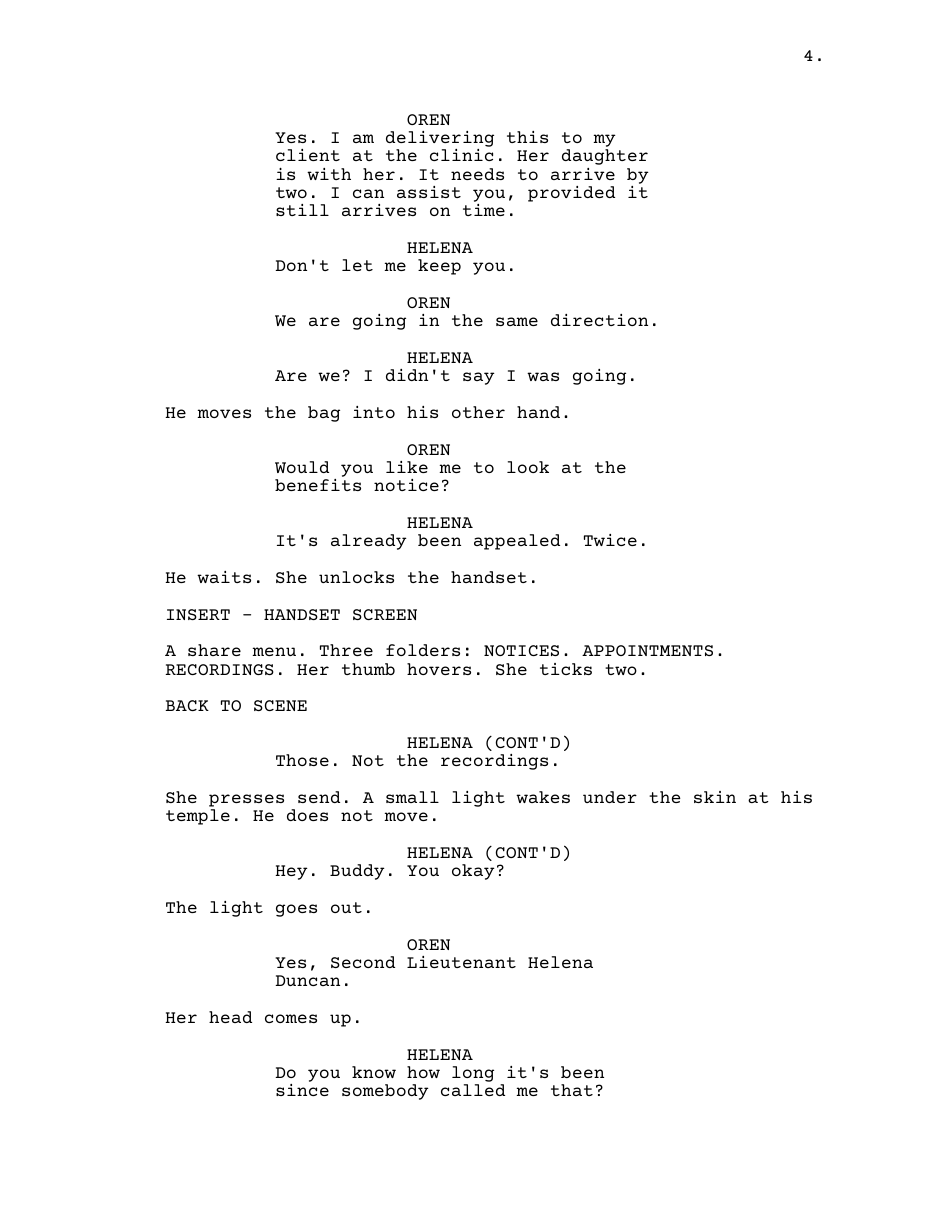 4.
OREN
Yes. I am delivering this to my
client at the clinic. Her daughter
is with her. It needs to arrive by
two. I can assist you, provided it
still arrives on time.
HELENA
Don't let me keep you.
OREN
We are going in the same direction.
HELENA
Are we? I didn't say I was going.
He moves the bag into his other hand.
OREN
Would you like me to look at the
benefits notice?
HELENA
It's already been appealed. Twice.
He waits. She unlocks the handset.
INSERT - HANDSET SCREEN
A share menu. Three folders: NOTICES. APPOINTMENTS.
RECORDINGS. Her thumb hovers. She ticks two.
BACK TO SCENE
HELENA (CONT'D)
Those. Not the recordings.
She presses send. A small light wakes under the skin at his
temple. He does not move.
HELENA (CONT'D)
Hey. Buddy. You okay?
The light goes out.
OREN
Yes, Second Lieutenant Helena
Duncan.
Her head comes up.
HELENA
Do you know how long it's been
since somebody called me that?